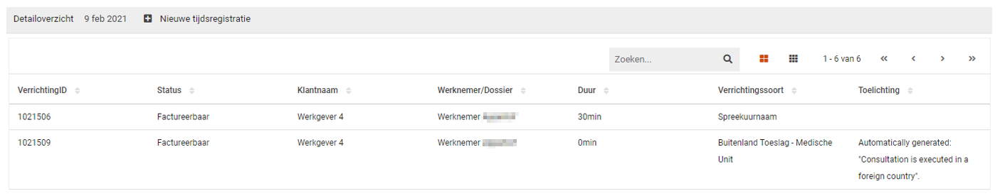 Detailoverzicht 9 feb 2021 Nieuwe tijdsregistratie
Zoeken... 1 - 6 van 6
VerrichtingID Status Klantnaam Werknemer/Dossier Duur Verrichtingssoort Toelichting
1021506 Factureerbaar Werkgever 4 Werknemer 30min Spreekuurnaam
1021509 Factureerbaar Werkgever 4 Werknemer 0min Buitenland Toeslag - Medische Automatically generated:
Unit "Consultation is executed in a
foreign country".